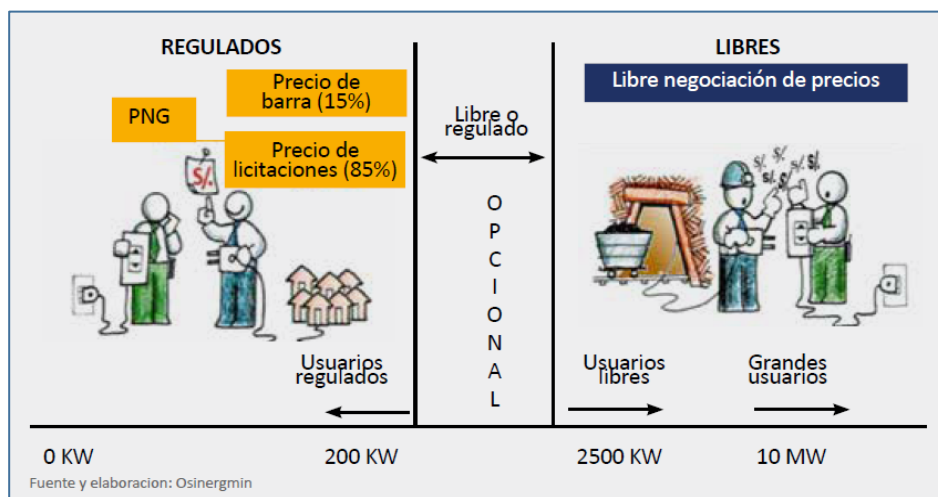 REGULADOS
LIBRES
Precio de
barra (15%)
PNG
Precio de
licitaciones (85%)
S/.
Libre o
regulado
Libre negociación de precios
S/. S/. S/. S/.
O
P
C
I
O
N
A
L
Usuarios
regulados
Usuarios
libres
Grandes
usuarios
0 KW
200 KW
2500 KW
10 MW
Fuente y elaboracion: Osinergmin